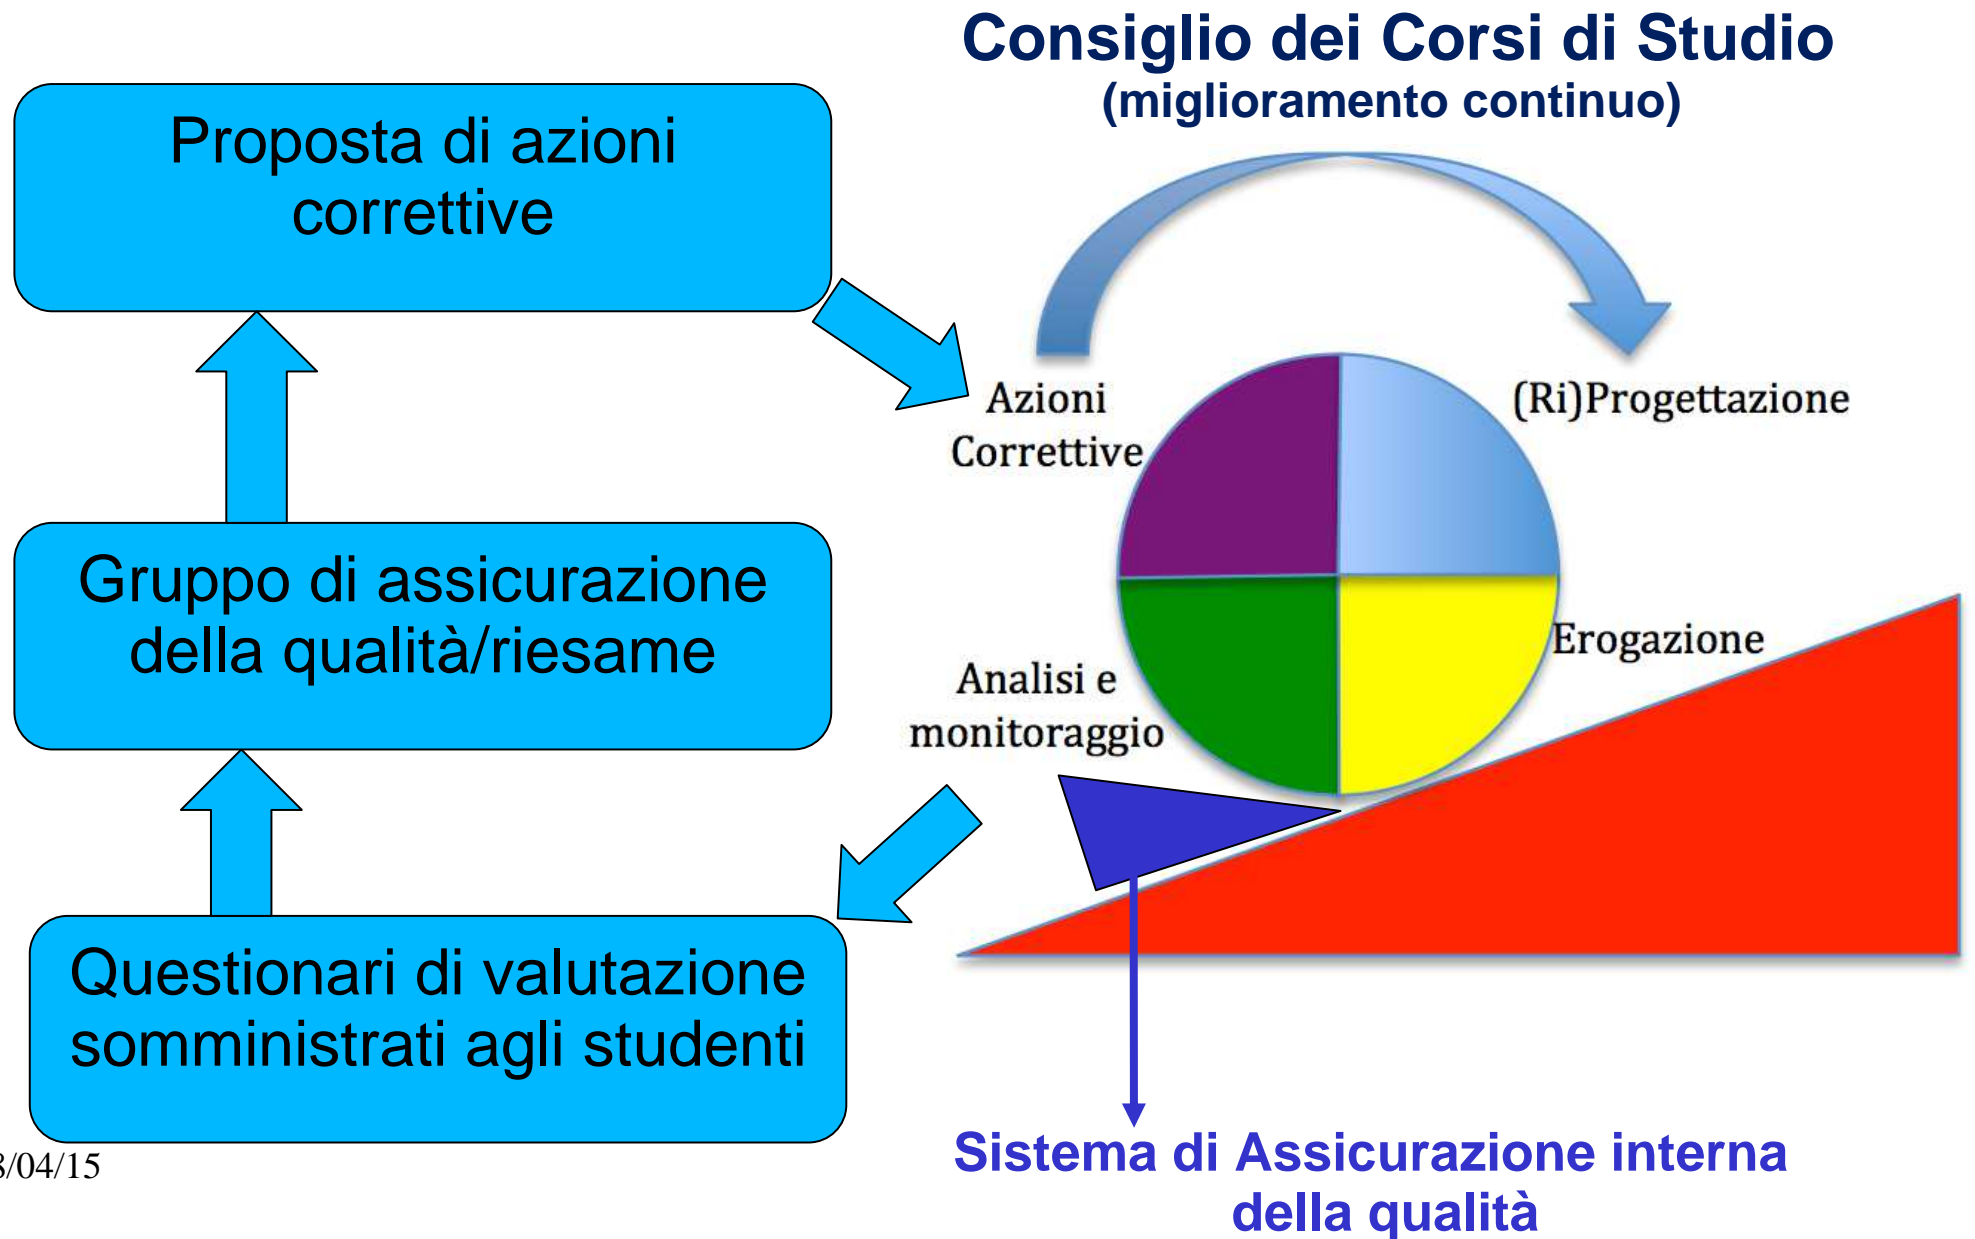 Consiglio dei Corsi di Studio
(miglioramento continuo)
Proposta di azioni
correttive
Azioni
Correttive
(Ri)Progettazione
Gruppo di assicurazione
della qualità/riesame
Erogazione
Analisi e
monitoraggio
Questionari di valutazione
somministrati agli studenti
/04/15
Sistema di Assicurazione interna
della qualità